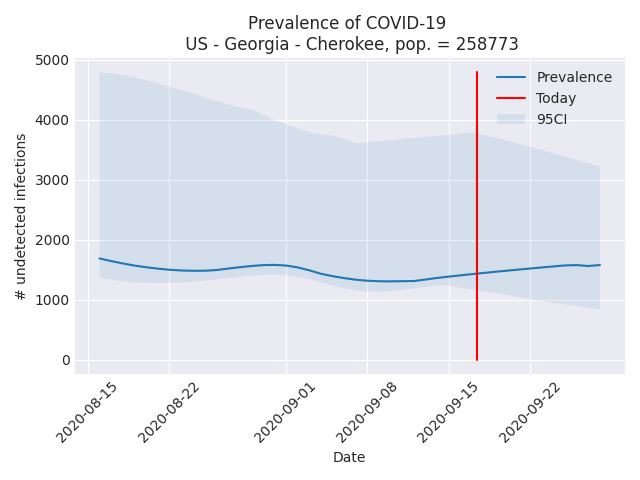 Prevalence of COVID-19
US - Georgia - Cherokee, pop. = 258773
5000
4000
3000
2000
1000
0
# undetected infections
Prevalence
Today
95CI
2020-08-15
2020-08-22
2020-09-01
2020-09-08
2020-09-15
2020-09-22
Date